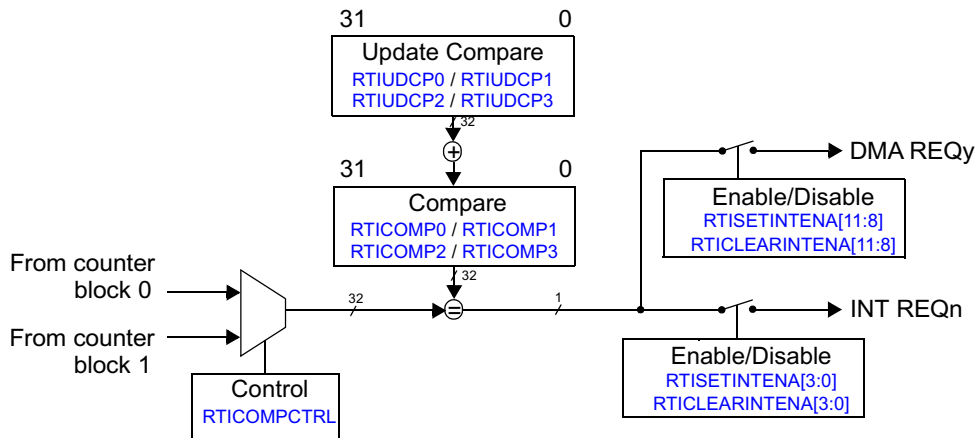 31 0
Update Compare
RTIUDCP0 / RTIUDCP1
RTIUDCP2 / RTIUDCP3
32
+
31 0
Compare
RTICOMP0 / RTICOMP1
RTICOMP2 / RTICOMP3
32
From counter
block 0
From counter
block 1
32
=
1
Control
RTICOMPCTRL
DMA REQy
Enable/Disable
RTISETINTENA[11:8]
RTICLEARINTENA[11:8]
INT REQn
Enable/Disable
RTISETINTENA[3:0]
RTICLEARINTENA[3:0]